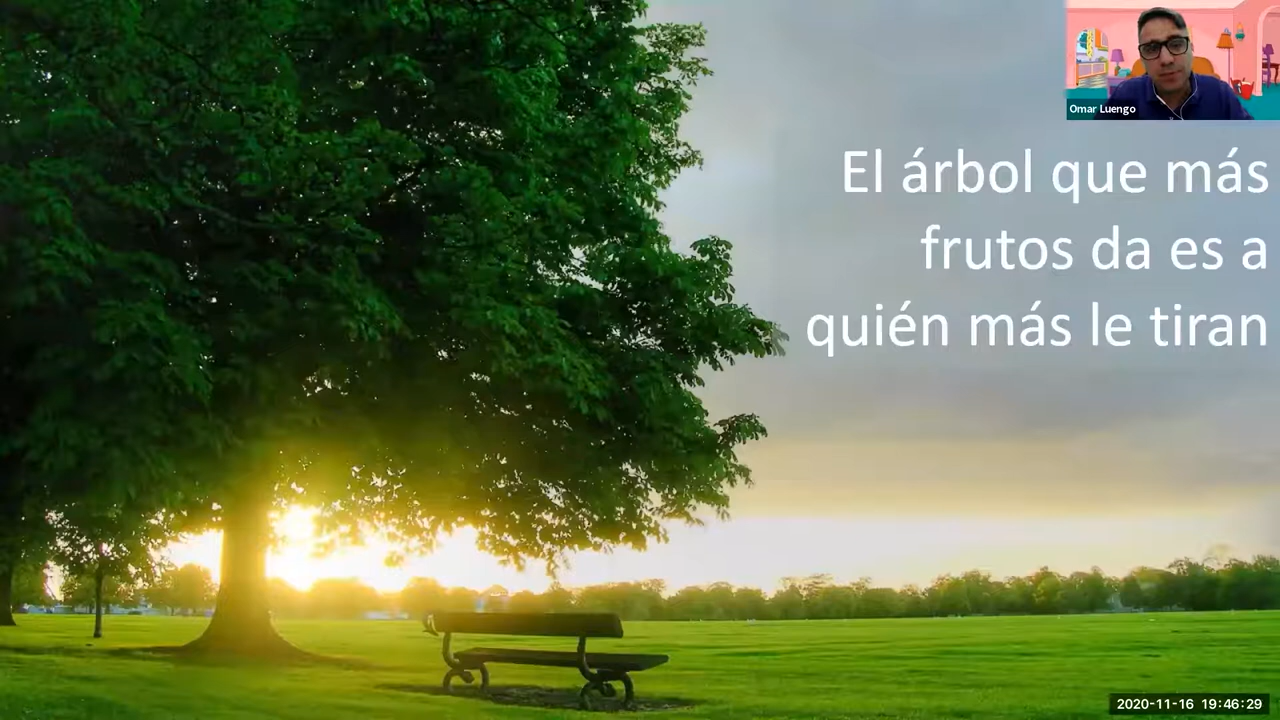 Omar Luengo
El árbol que más
frutos da es a
quién más le tiran
2020-11-16 19:46:29